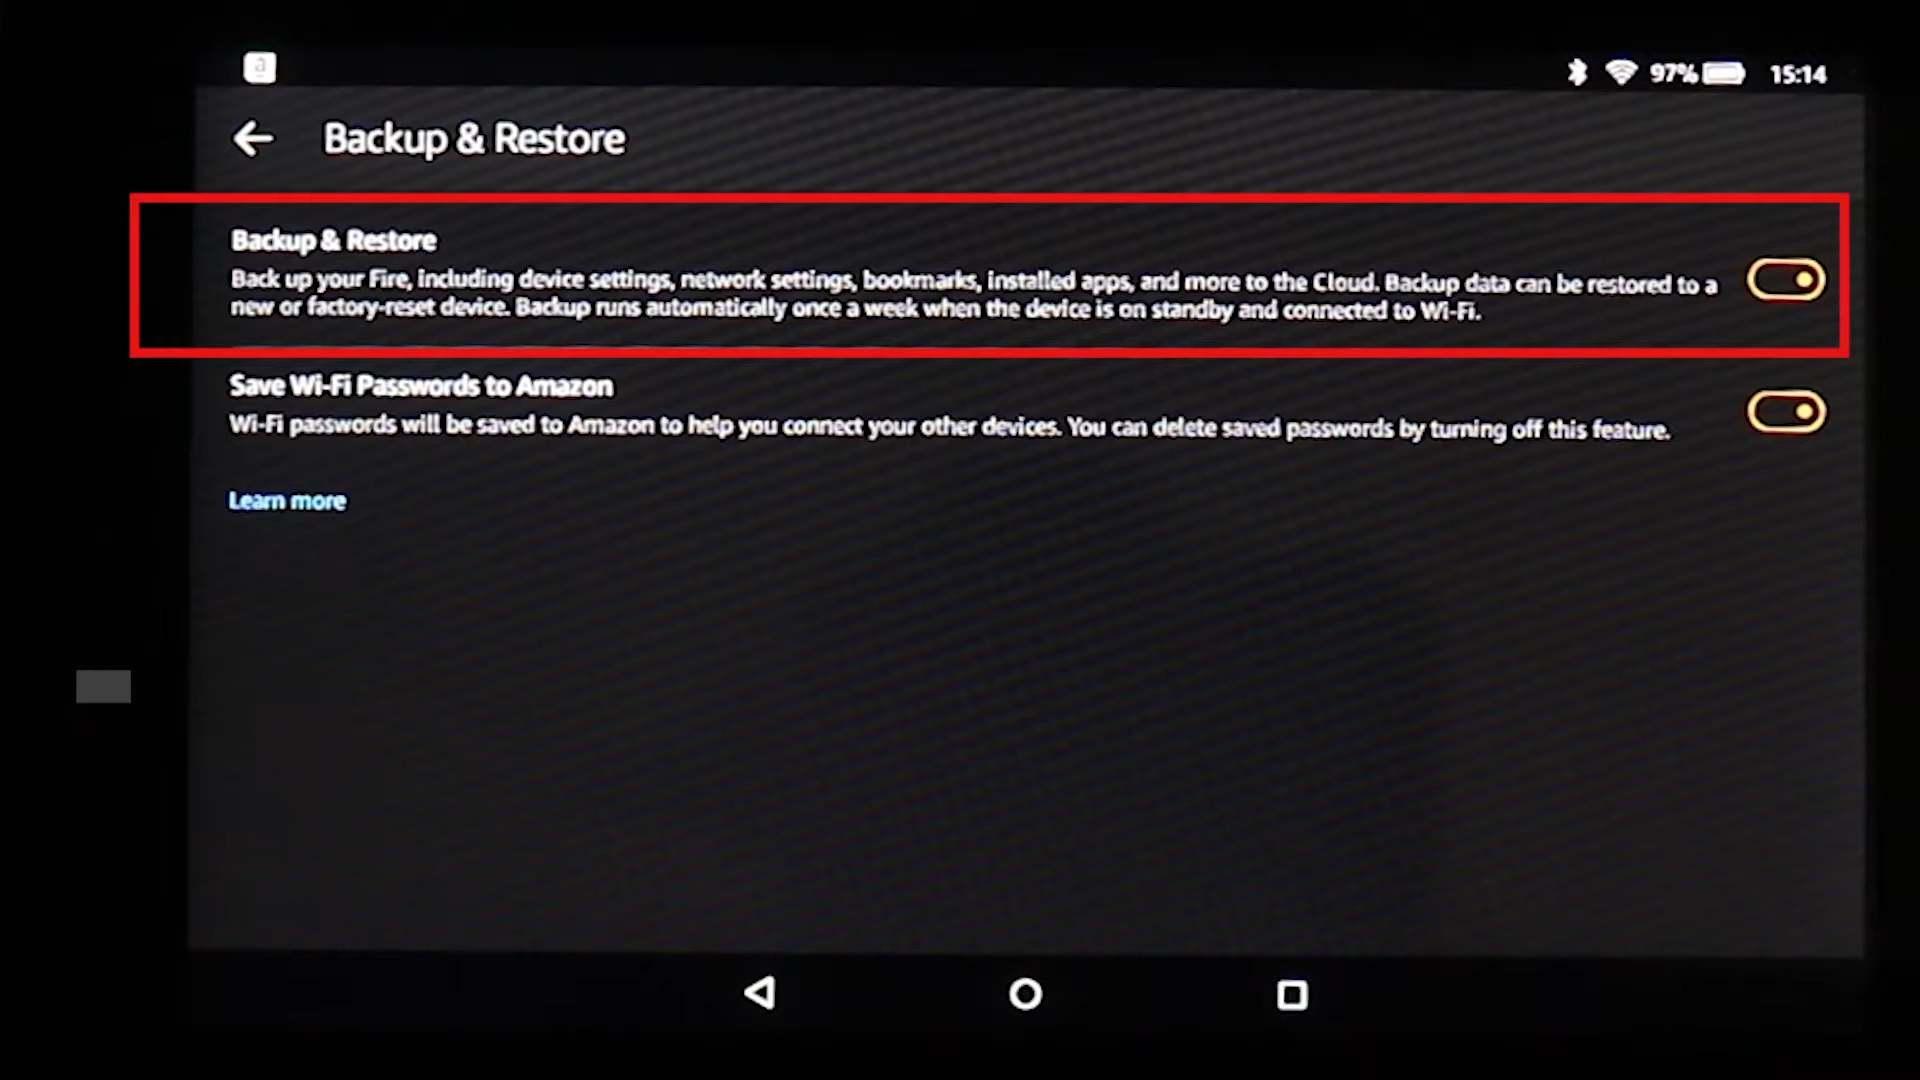 a
97%
15:14
Backup & Restore
Backup & Restore
Back up your Fire, including device settings, network settings, bookmarks, installed apps, and more to the Cloud. Backup data can be restored to a
new or factory-reset device. Backup runs automatically once a week when the device is on standby and connected to Wi-Fi.
Save Wi-Fi Passwords to Amazon
Wi-Fi passwords will be saved to Amazon to help you connect your other devices. You can delete saved passwords by turning off this feature.
Learn more